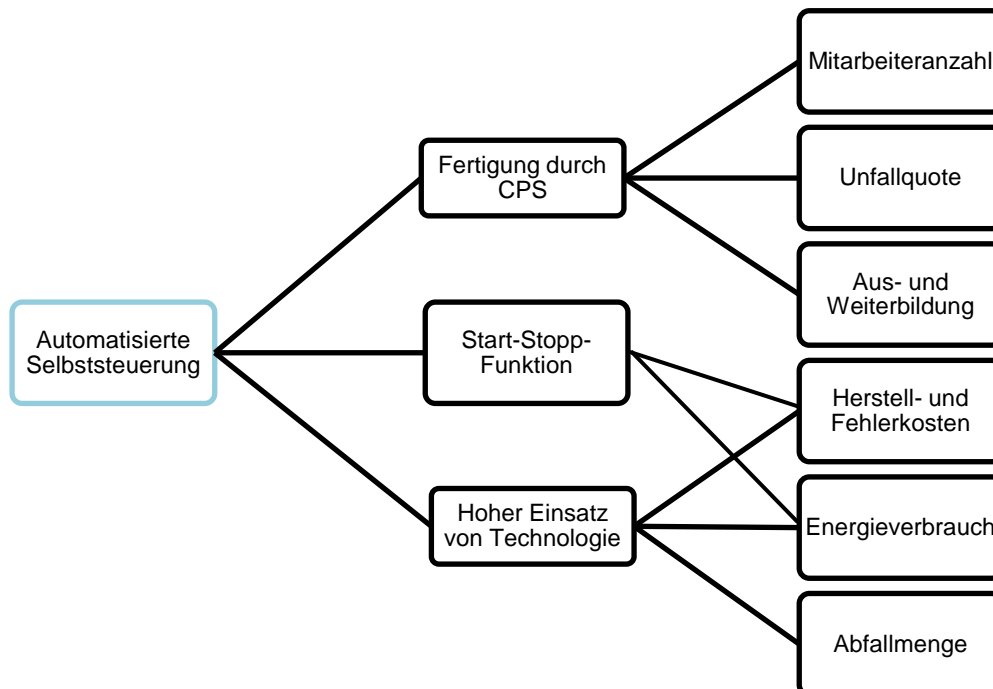 Automatisierte
Selbststeuerung
Fertigung durch
CPS
Start-Stopp-
Funktion
Hoher Einsatz
von Technologie
Mitarbeiteranzahl
Unfallquote
Aus- und
Weiterbildung
Herstell- und
Fehlerkosten
Energieverbrauch
Abfallmenge